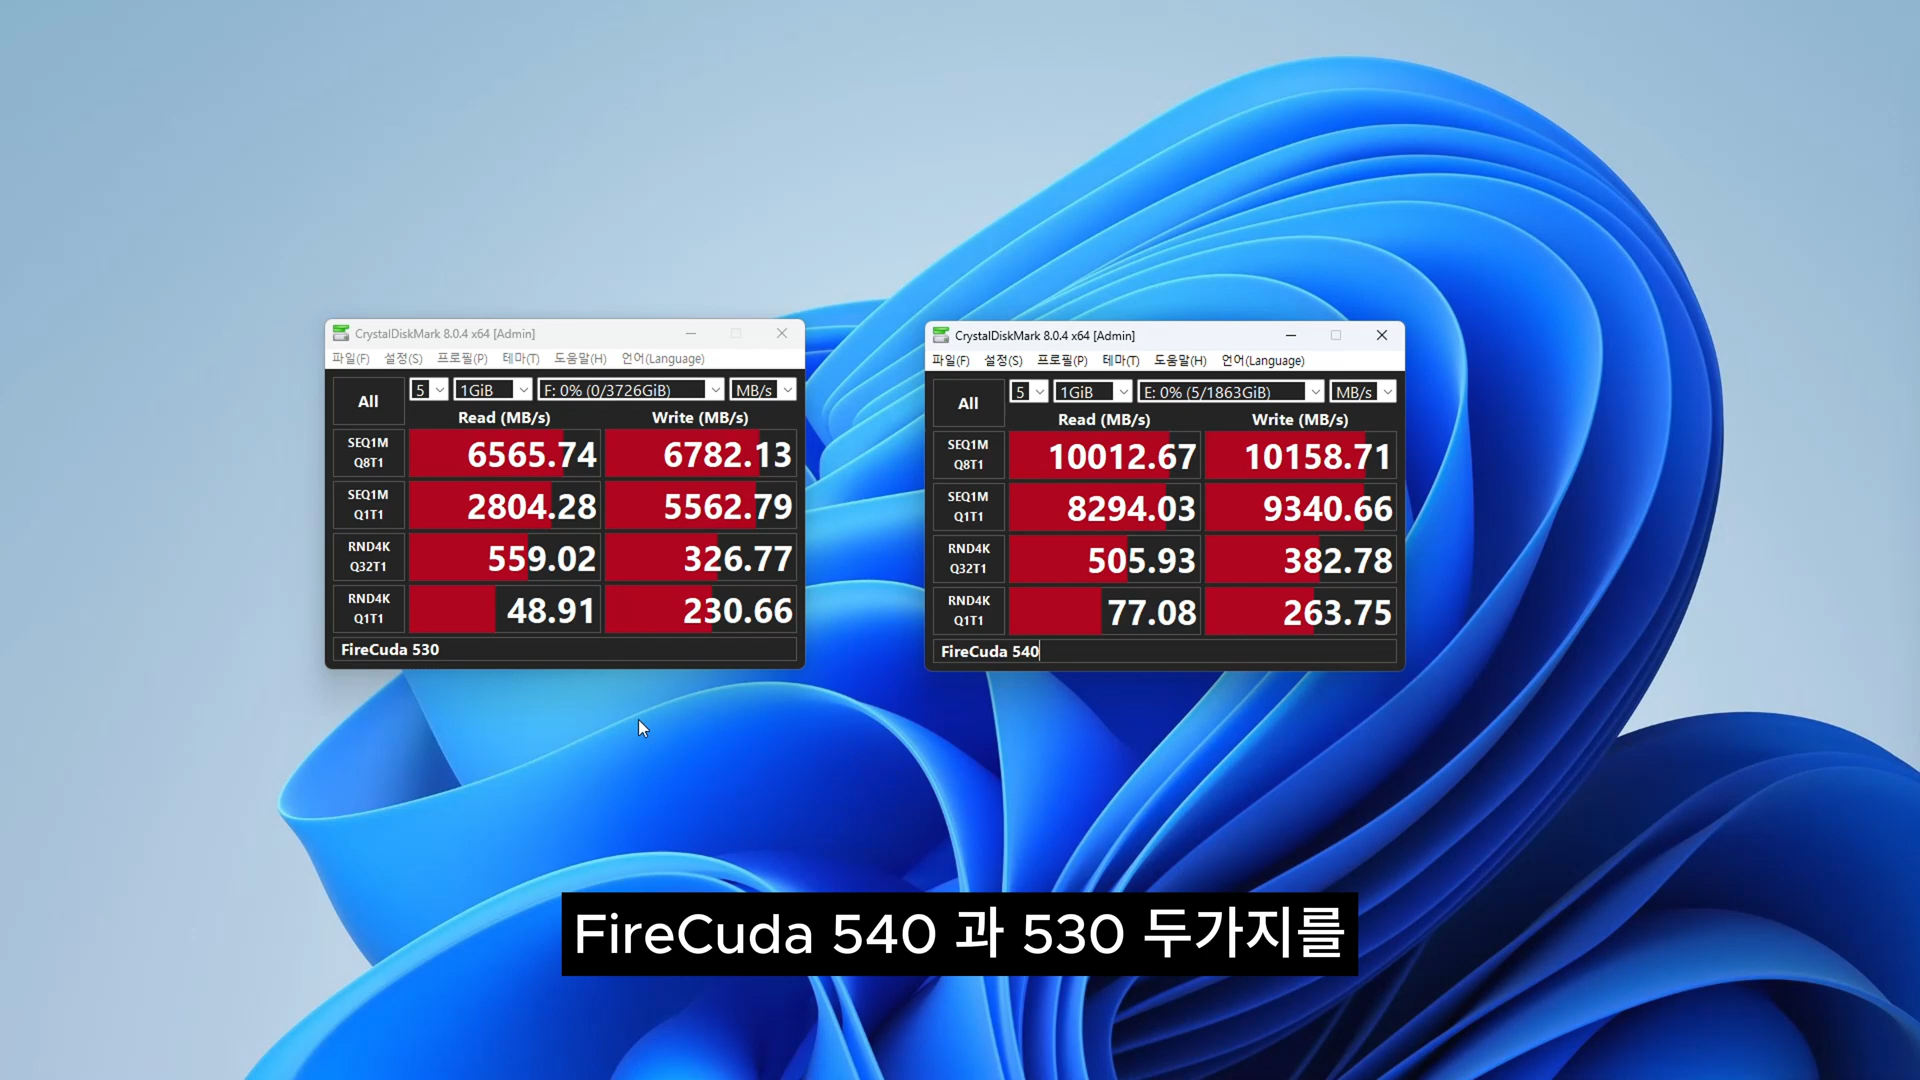 CrystalDiskMark 8.0.4 x64 [Admin]
파일(F) 설정(S) 프로필(P) 테마(T) 도움말(H) 언어(Language)
All 5 1GiB F: 0% (0/3726GiB) MB/s
Read (MB/s) Write (MB/s)
SEQ1M Q8T1 6565.74 6782.13
SEQ1M Q1T1 2804.28 5562.79
RND4K Q32T1 559.02 326.77
RND4K Q1T1 48.91 230.66
FireCuda 530
CrystalDiskMark 8.0.4 x64 [Admin]
파일(F) 설정(S) 프로필(P) 테마(T) 도움말(H) 언어(Language)
All 5 1GiB E: 0% (5/1863GiB) MB/s
Read (MB/s) Write (MB/s)
SEQ1M Q8T1 10012.67 10158.71
SEQ1M Q1T1 8294.03 9340.66
RND4K Q32T1 505.93 382.78
RND4K Q1T1 77.08 263.75
FireCuda 540
FireCuda 540 과 530 두가지를